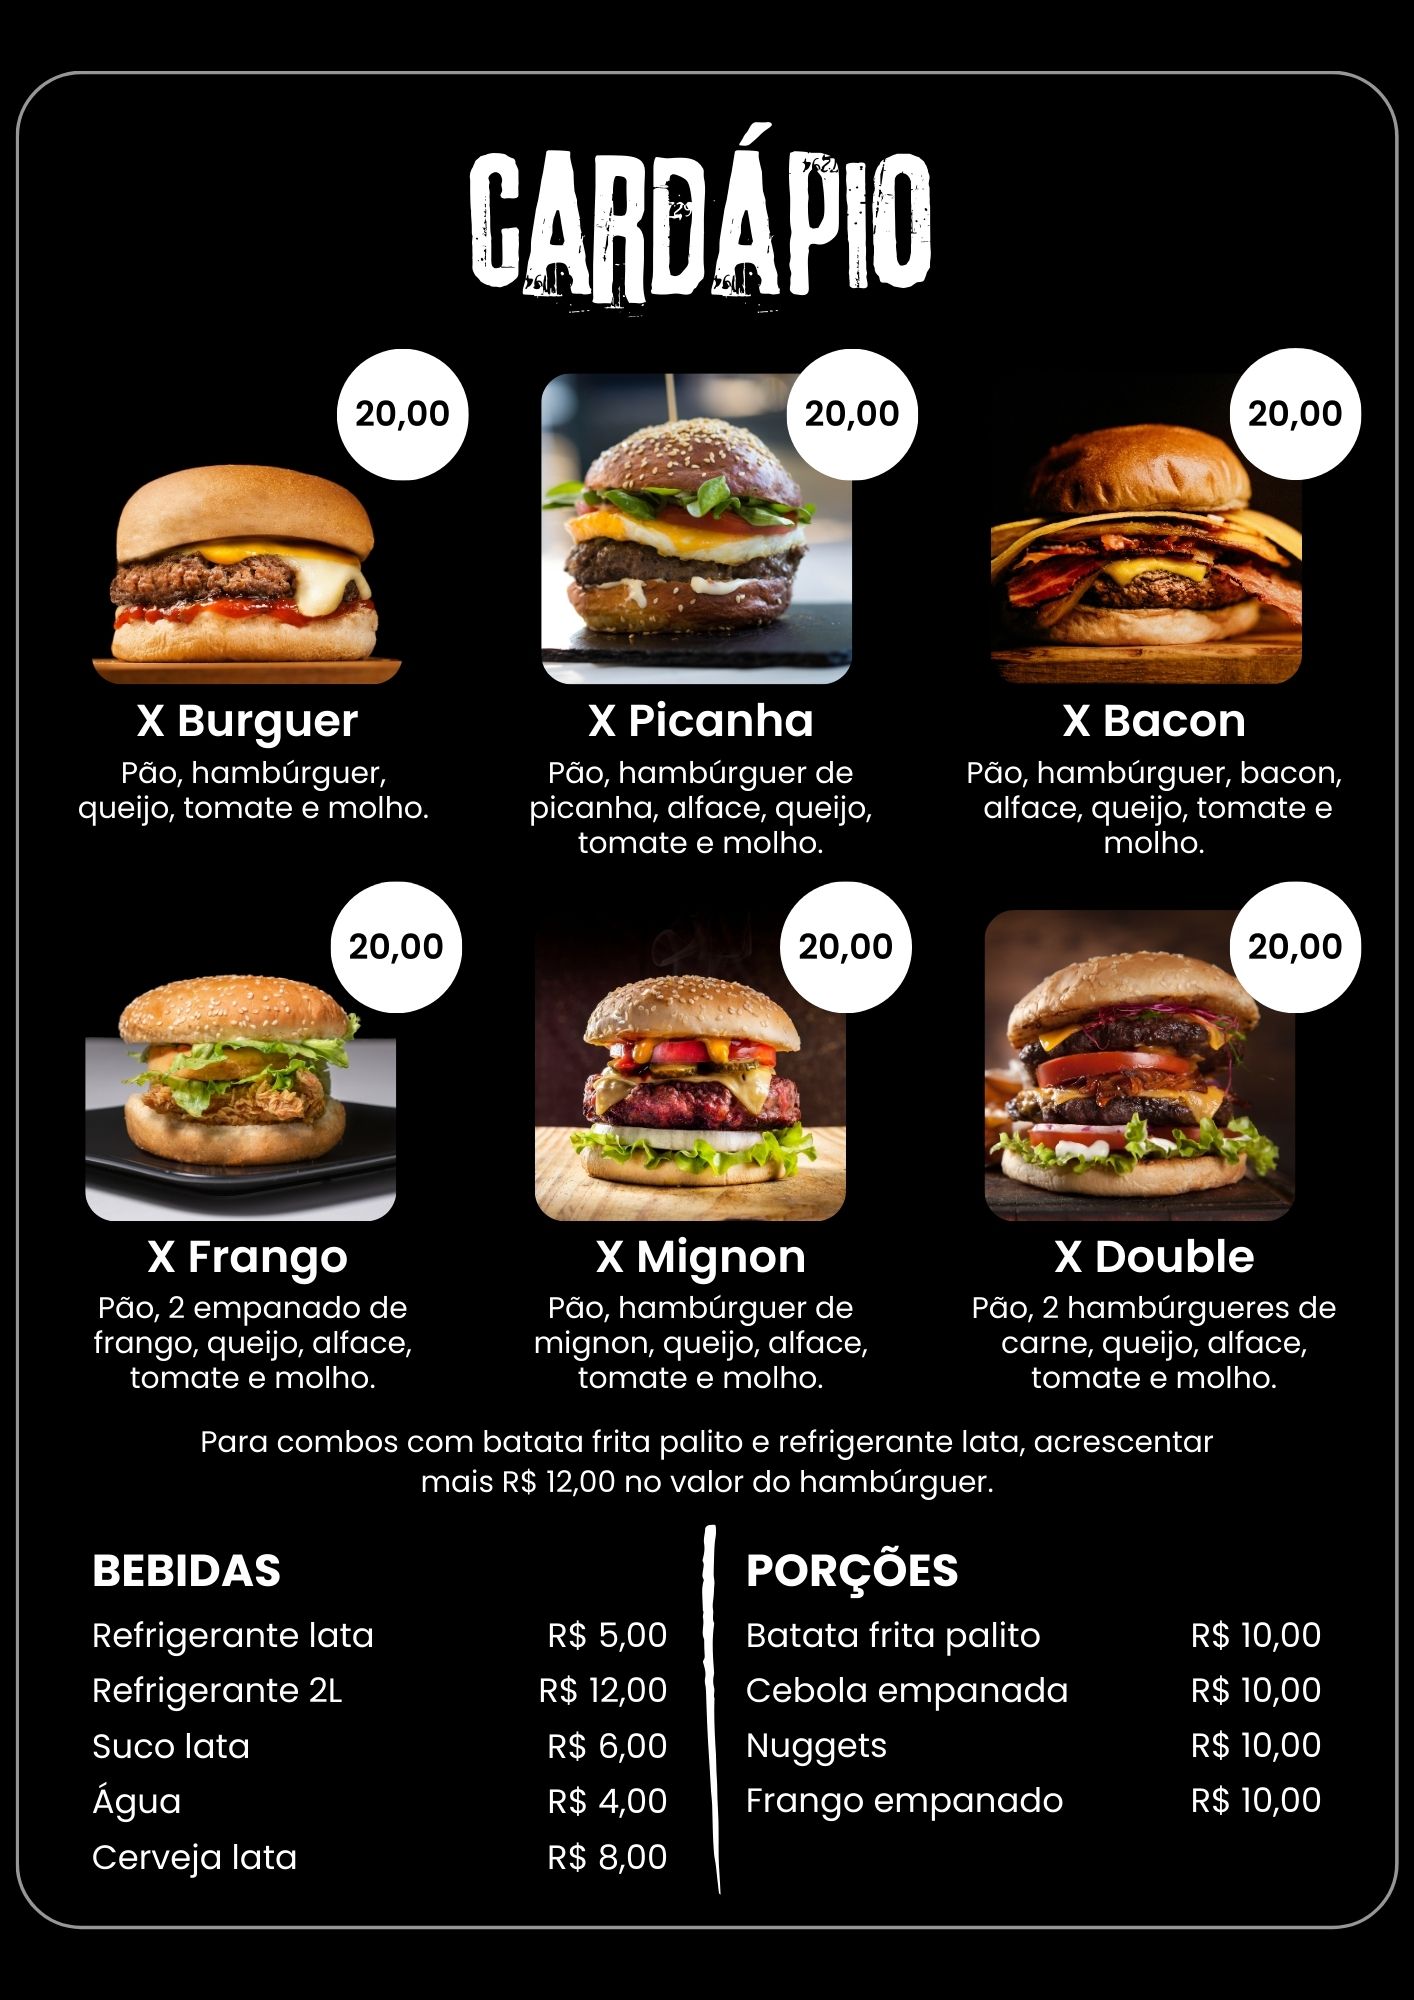 CARDÁPIO
20,00
20,00
20,00
X Burguer
Pão, hambúrguer,
queijo, tomate e molho.
X Picanha
Pão, hambúrguer de
picanha, alface, queijo,
tomate e molho.
X Bacon
Pão, hambúrguer, bacon,
alface, queijo, tomate e
molho.
20,00
20,00
20,00
X Frango
Pão, 2 empanado de
frango, queijo, alface,
tomate e molho.
X Mignon
Pão, hambúrguer de
mignon, queijo, alface,
tomate e molho.
X Double
Pão, 2 hambúrgueres de
carne, queijo, alface,
tomate e molho.
Para combos com batata frita palito e refrigerante lata, acrescentar
mais R$ 12,00 no valor do hambúrguer.
BEBIDAS
Refrigerante lata R$ 5,00
Refrigerante 2L R$ 12,00
Suco lata R$ 6,00
Água R$ 4,00
Cerveja lata R$ 8,00
PORÇÕES
Batata frita palito R$ 10,00
Cebola empanada R$ 10,00
Nuggets R$ 10,00
Frango empanado R$ 10,00